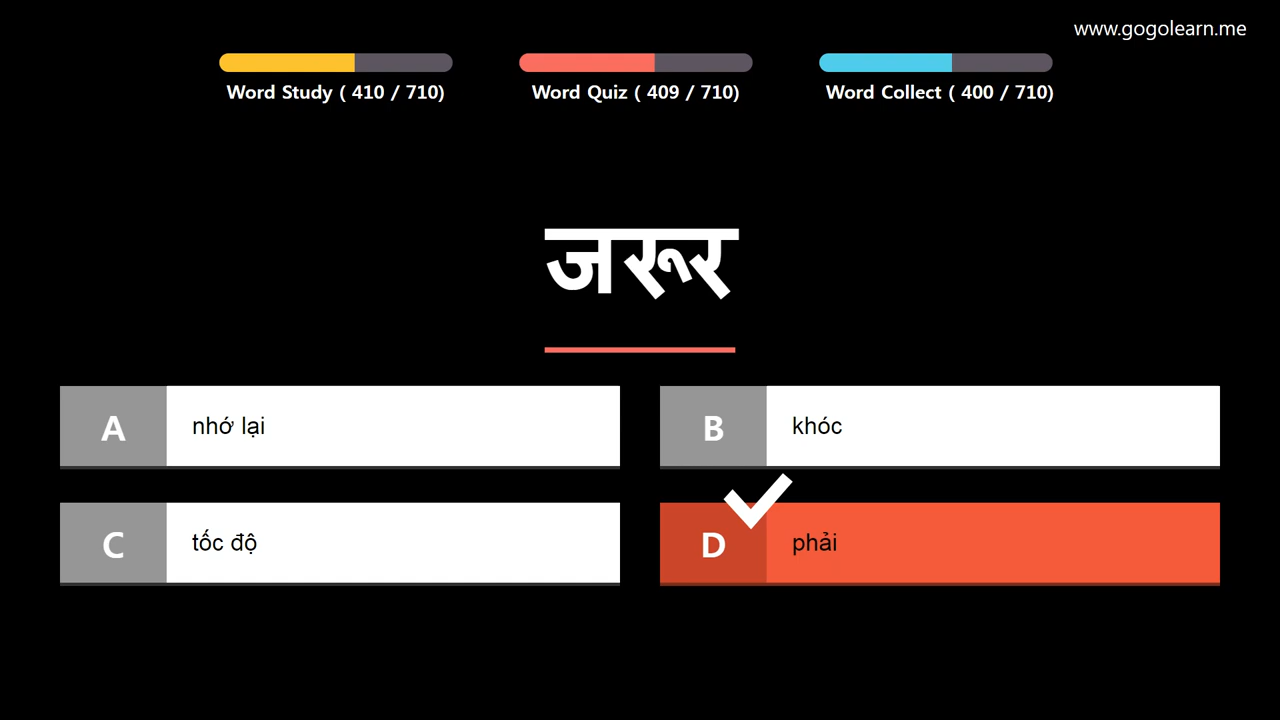 www.gogolearn.me
Word Study ( 410 / 710)
Word Quiz ( 409 / 710)
Word Collect ( 400 / 710)
जरूर
A nhớ lại
B khóc
C tốc độ
D phải